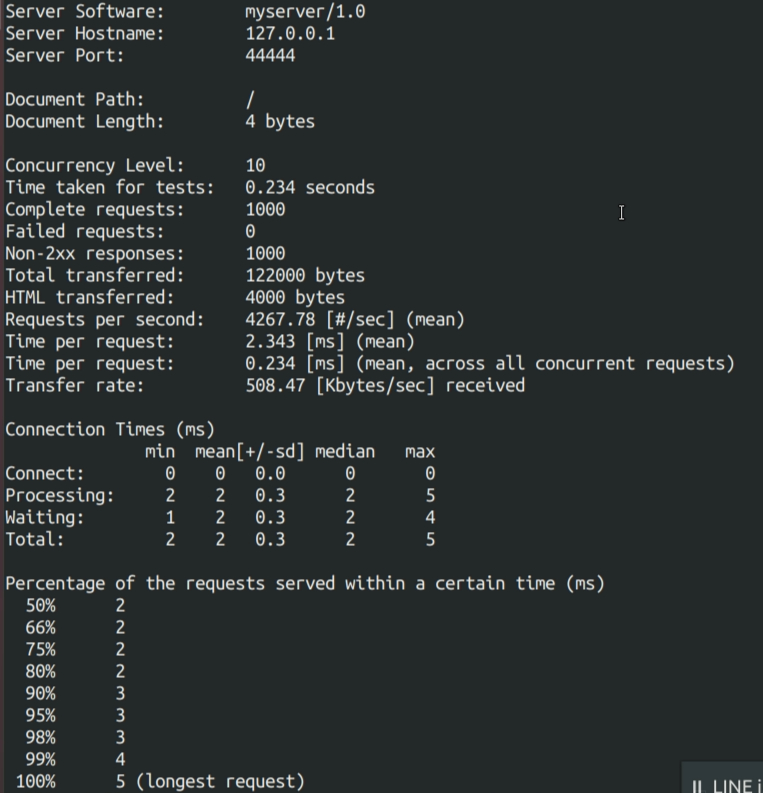 Server Software:        myserver/1.0
Server Hostname:        127.0.0.1
Server Port:            44444

Document Path:          /
Document Length:        4 bytes

Concurrency Level:      10
Time taken for tests:   0.234 seconds
Complete requests:      1000
Failed requests:        0
Non-2xx responses:      1000
Total transferred:      122000 bytes
HTML transferred:       4000 bytes
Requests per second:    4267.78 [#/sec] (mean)
Time per request:       2.343 [ms] (mean)
Time per request:       0.234 [ms] (mean, across all concurrent requests)
Transfer rate:          508.47 [Kbytes/sec] received

Connection Times (ms)
              min  mean[+/-sd] median   max
Connect:        0    0   0.0      0       0
Processing:     2    2   0.3      2       5
Waiting:        1    2   0.3      2       4
Total:          2    2   0.3      2       5

Percentage of the requests served within a certain time (ms)
  50%      2
  66%      2
  75%      2
  80%      2
  90%      3
  95%      3
  98%      3
  99%      4
 100%      5 (longest request)
LINE i